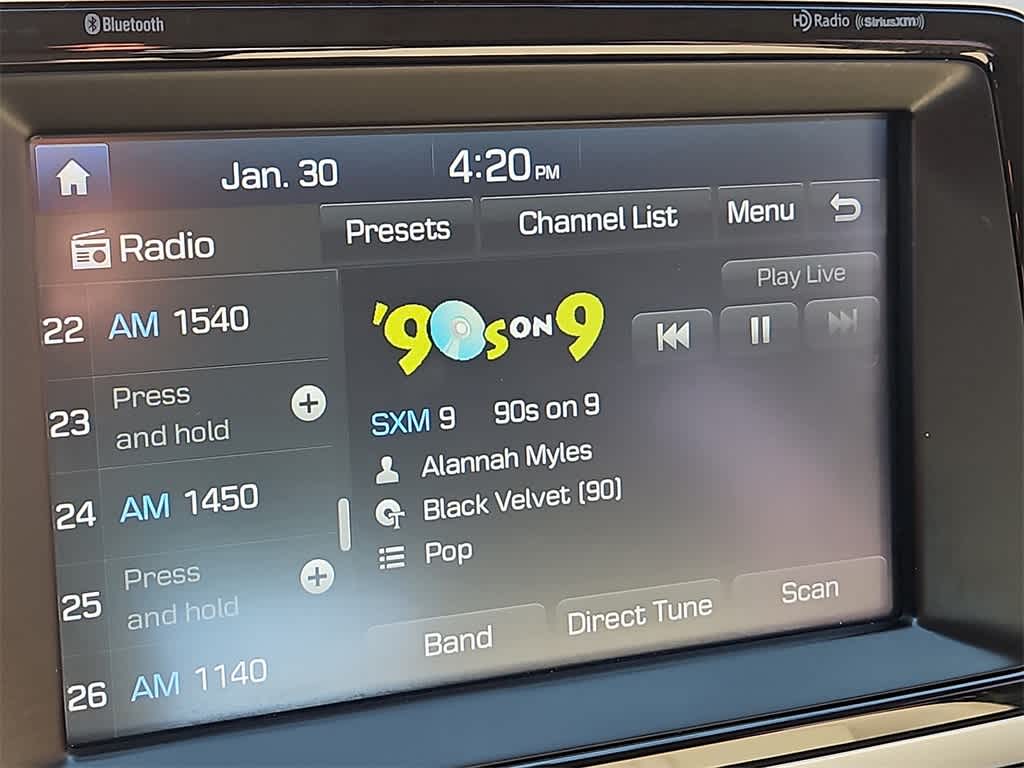 Bluetooth
HD Radio ((SiriusXM))
Jan. 30
4:20 PM
Radio
Presets
Channel List
Menu
Play Live
22 AM 1540
23 Press
and hold
24 AM 1450
25 Press
and hold
26 AM 1140
'90s ON 9
SXM 9 90s on 9
Alannah Myles
Black Velvet (90)
Pop
Band
Direct Tune
Scan